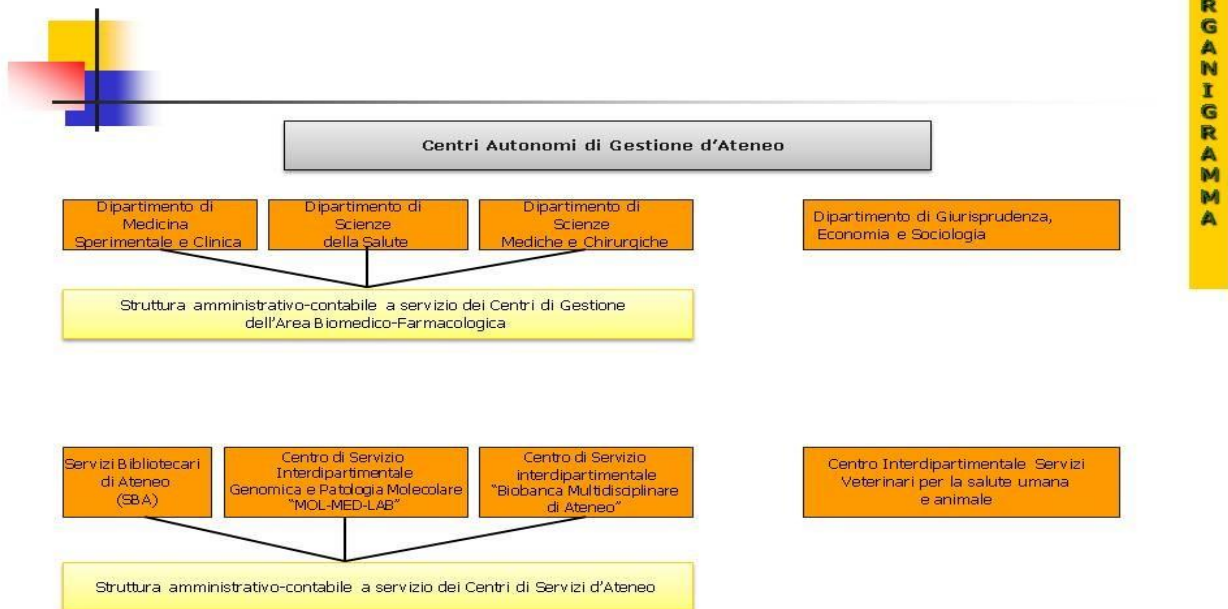 RGANIGRAMMA
Centri Autonomi di Gestione d'Ateneo
Dipartimento di
Medicina
Sperimentale e Clinica
Dipartimento di
Scienze
della Salute
Dipartimento di
Scienze
Mediche e Chirurgiche
Dipartimento di Giurisprudenza,
Economia e Sociologia
Struttura amministrativo-contabile a servizio dei Centri di Gestione
dell'Area Biomedico-Farmacologica
Servizi Bibliotecari
di Ateneo
(SBA)
Centro di Servizio
Interdipartimentale
Genomica e Patologia Molecolare
"MOL-MED-LAB"
Centro di Servizio
interdipartimentale
"Biobanca Multidisciplinare
di Ateneo"
Centro Interdipartimentale Servizi
Veterinari per la salute umana
e animale
Struttura amministrativo-contabile a servizio dei Centri di Servizi d'Ateneo